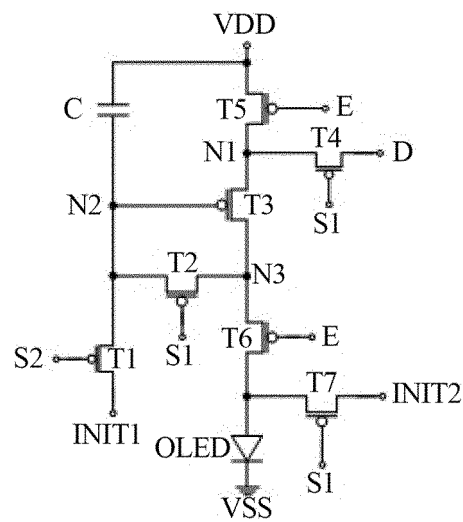 VDD
C
T5
E
T4
N1
D
N2
T3
S1
T2
N3
S1
T6
E
S2
T1
T7
INIT2
INIT1
OLED
S1
VSS